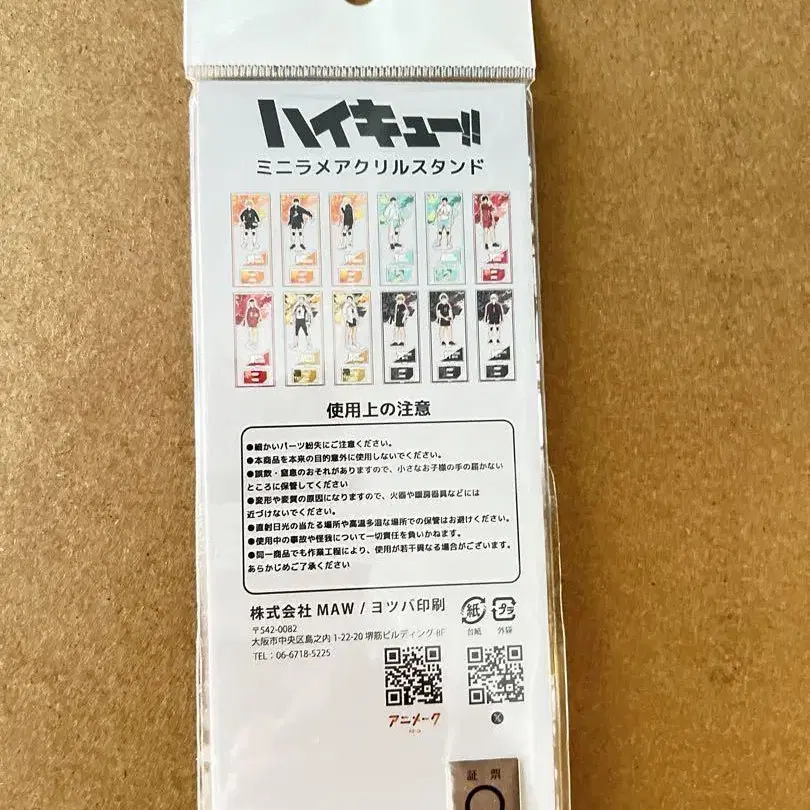 ハイキュー!!
ミニラメアクリルスタンド
使用上の注意
●細かいパーツ紛失にご注意ください。
●本商品を本来の目的意外に使用しないでください。
●誤飲・窒息のおそれがありますので、小さなお子様の手の届かない
ところに保管してください
●変形や変質の原因になりますので、火器や暖房器具などには
近づけないでください。
●直射日光の当たる場所や高温多湿な場所での保管はお避けください。
●使用中の事故や怪我について一切責任を負いかねます。
●同一商品でも作業工程により、使用が若干異なる場合がございます。
あらかじめご了承ください
株式会社 MAW / ヨツバ印刷
〒542-0082
大阪市中央区島之内 1-22-20 堺筋ビルディング 8F
TEL：06-6718-5225
紙
プラ
台紙
外袋
アニメーク
証 票